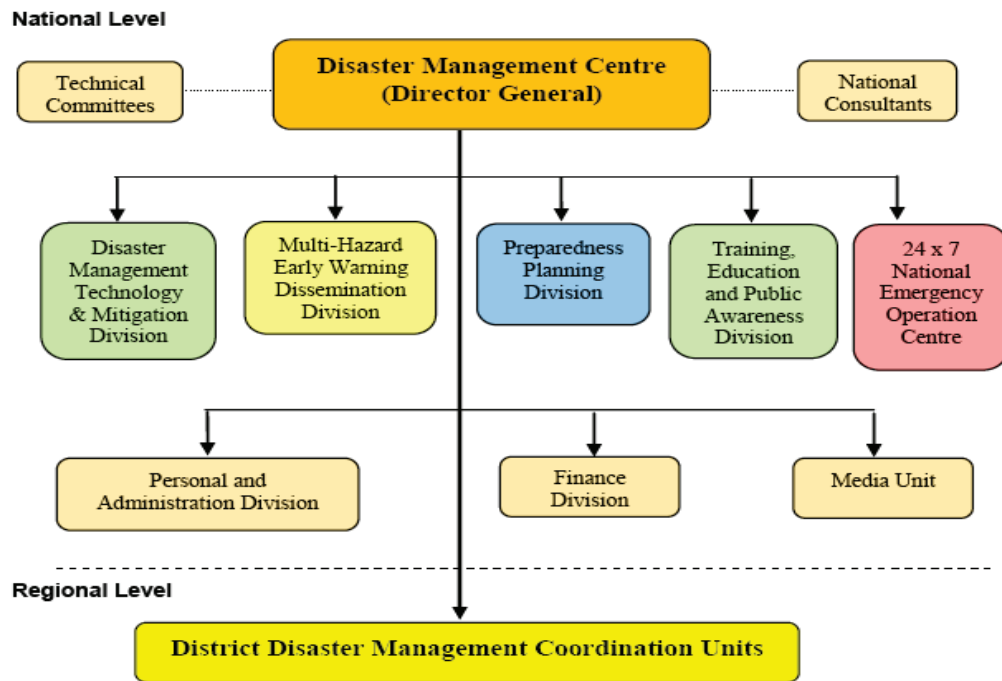 National Level
Disaster Management Centre
(Director General)
Technical
Committees
National
Consultants
Disaster
Management
Technology
& Mitigation
Division
Multi-Hazard
Early Warning
Dissemination
Division
Preparedness
Planning
Division
Training,
Education
and Public
Awareness
Division
24 x 7
National
Emergency
Operation
Centre
Personal and
Administration Division
Finance
Division
Media Unit
Regional Level
District Disaster Management Coordination Units